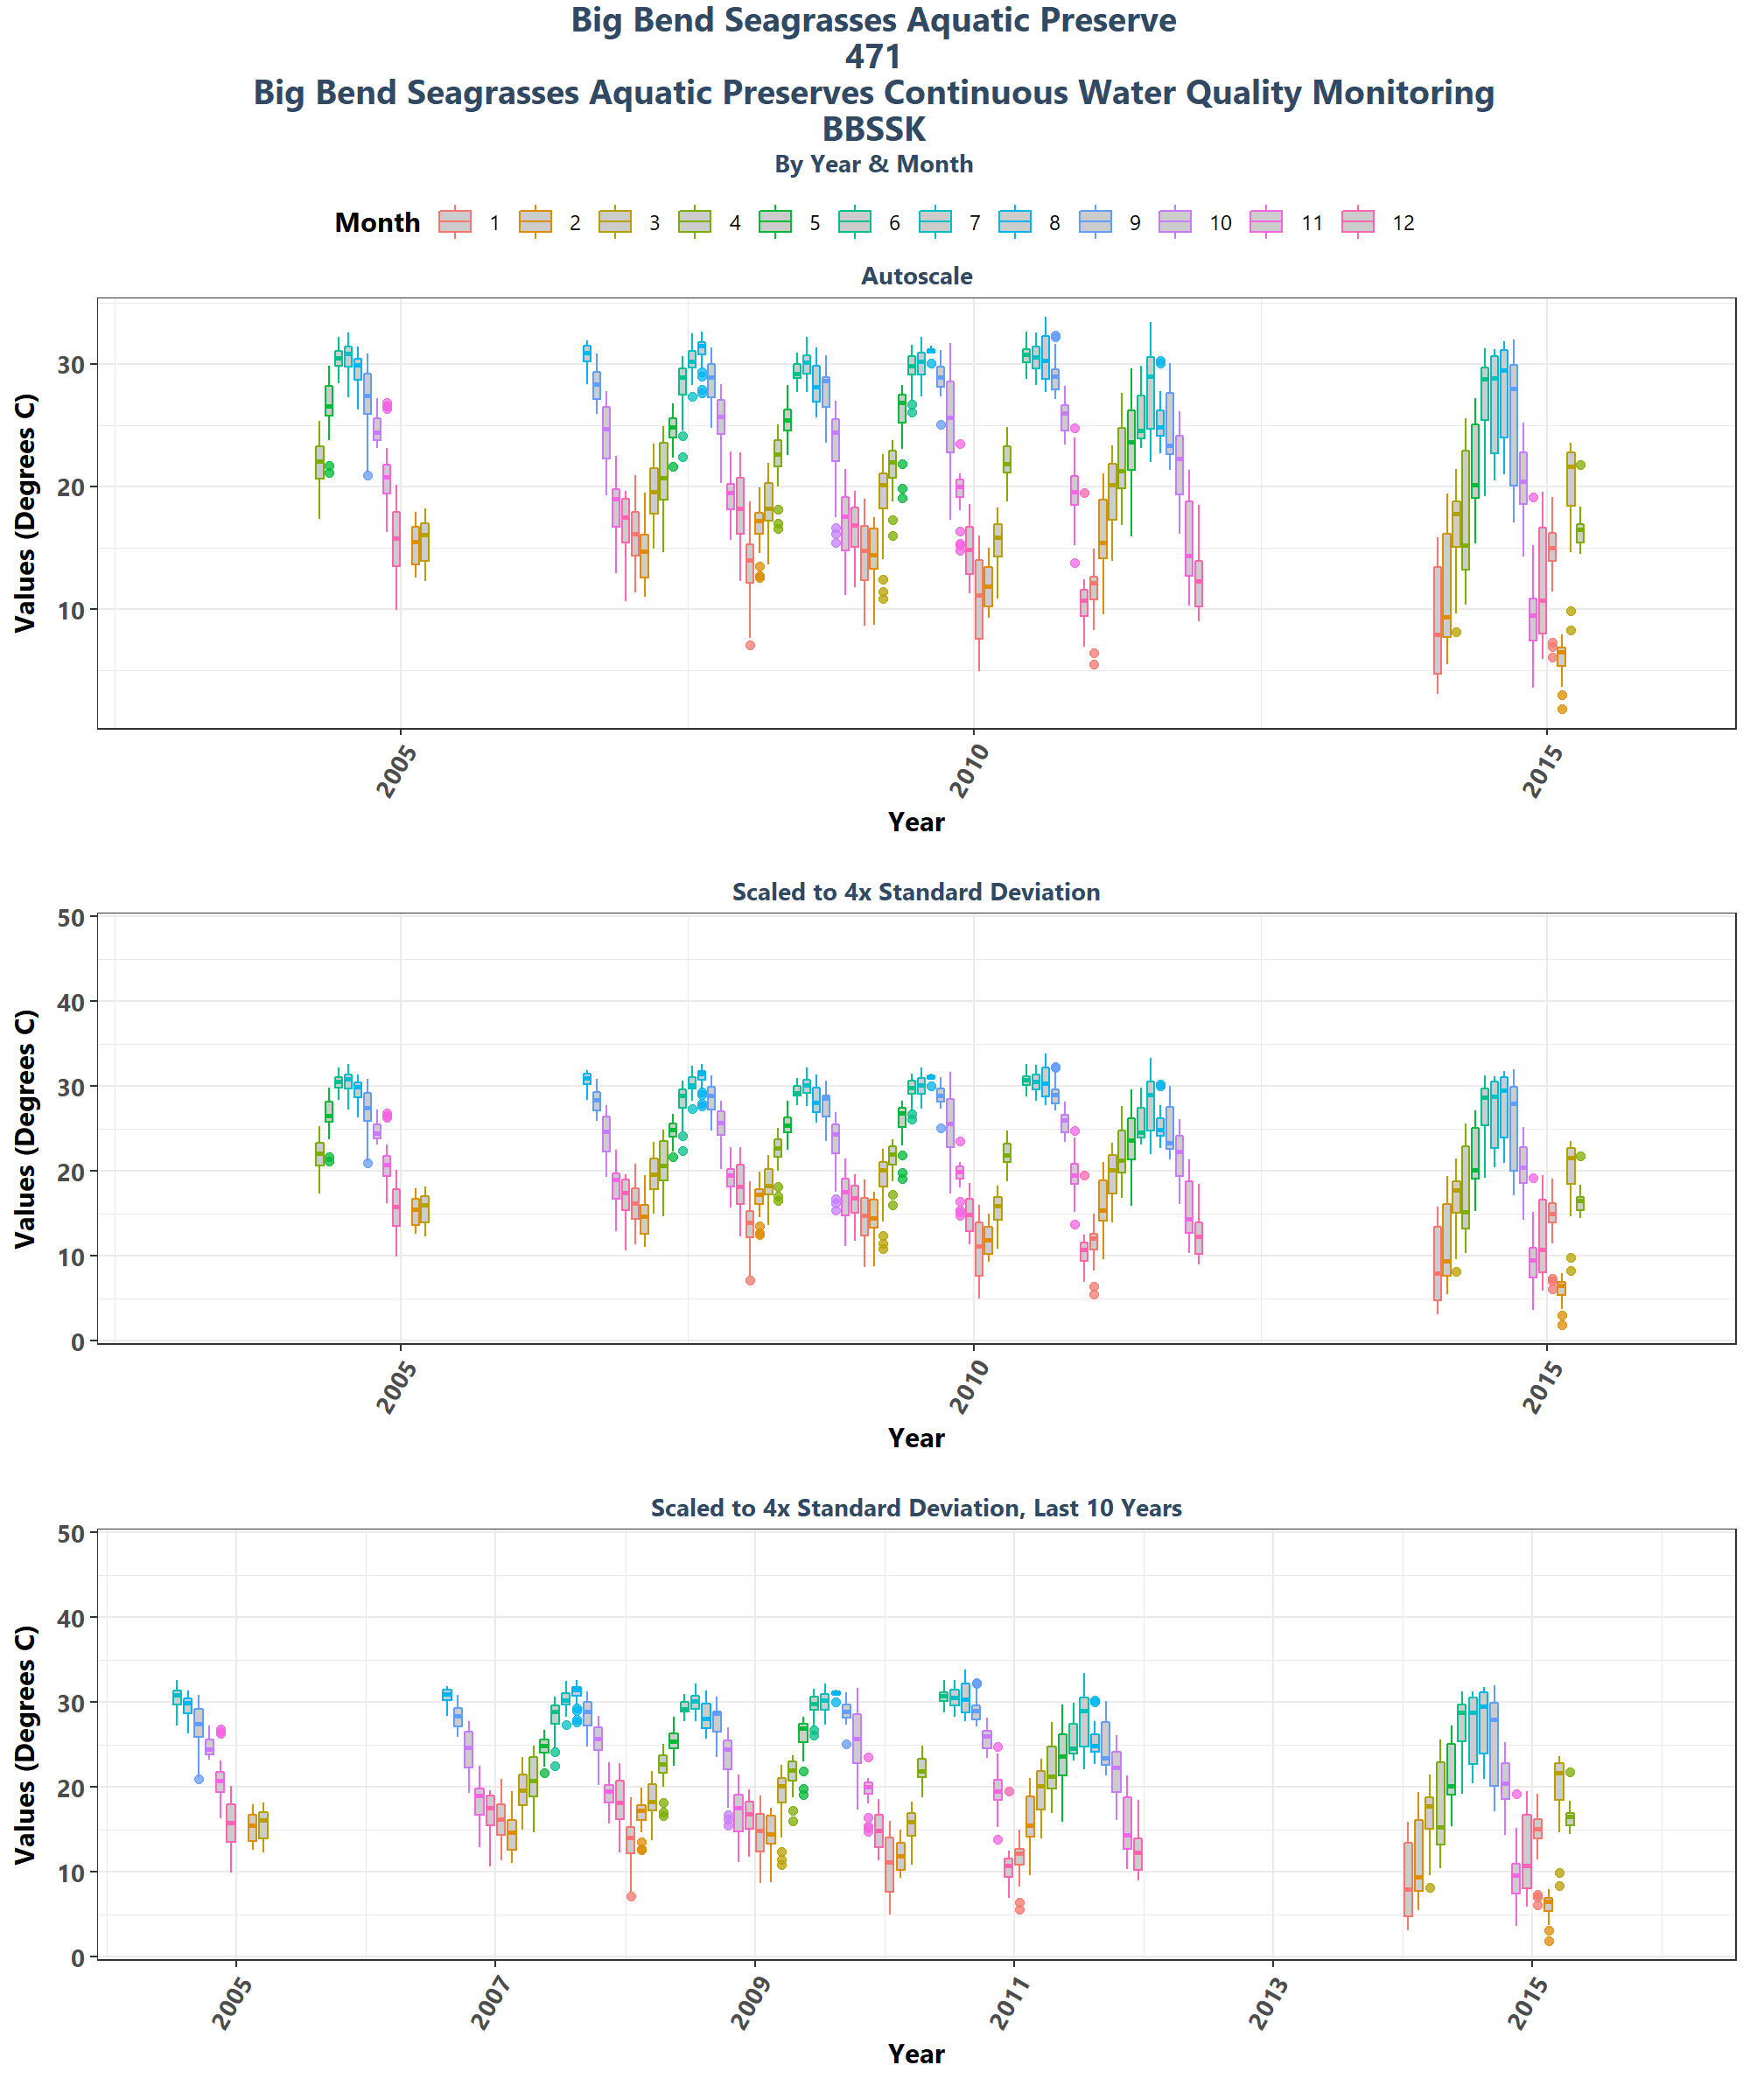 Big Bend Seagrasses Aquatic Preserve
471
Big Bend Seagrasses Aquatic Preserves Continuous Water Quality Monitoring
BBSSK
By Year & Month
Month 1 2 3 4 5 6 7 8 9 10 11 12
Autoscale
Values (Degrees C)
30
20
10
2005 2010 2015
Year
Scaled to 4x Standard Deviation
Values (Degrees C)
50
40
30
20
10
0
2005 2010 2015
Year
Scaled to 4x Standard Deviation, Last 10 Years
Values (Degrees C)
50
40
30
20
10
0
2005 2007 2009 2011 2013 2015
Year